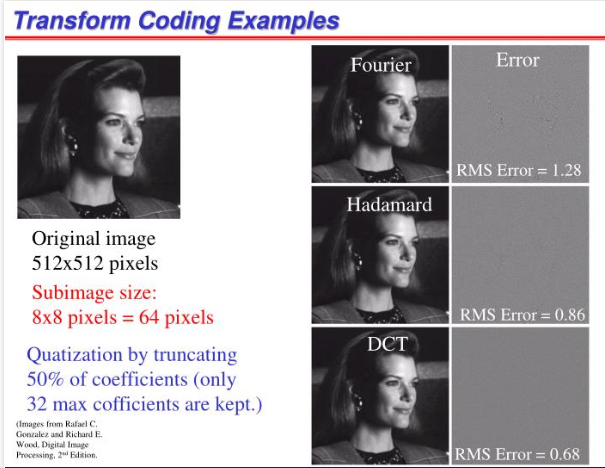 Transform Coding Examples
Fourier
Error
RMS Error = 1.28
Hadamard
RMS Error = 0.86
DCT
RMS Error = 0.68
Original image
512x512 pixels
Subimage size:
8x8 pixels = 64 pixels
Quatization by truncating
50% of coefficients (only
32 max cofficients are kept.)
(Images from Rafael C.
Gonzalez and Richard E.
Wood, Digital Image
Processing, 2nd Edition.